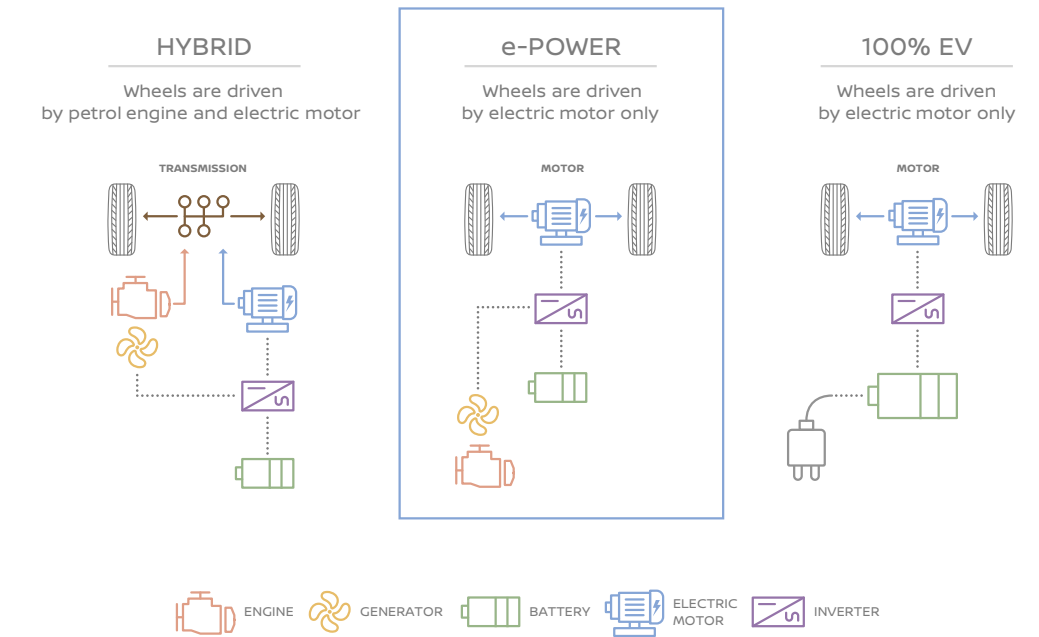 HYBRID
Wheels are driven
by petrol engine and electric motor
TRANSMISSION
e-POWER
Wheels are driven
by electric motor only
MOTOR
100% EV
Wheels are driven
by electric motor only
MOTOR
ENGINE
GENERATOR
BATTERY
ELECTRIC
MOTOR
INVERTER